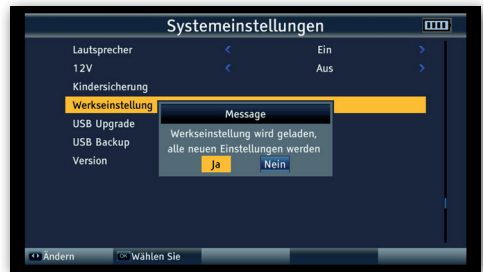 Systemeinstellungen
Lautsprecher < Ein >
12V < Aus >
Kindersicherung
Werkseinstellung
USB Upgrade
USB Backup
Version
Message
Werkseinstellung wird geladen,
alle neuen Einstellungen werden
Ja Nein
Ändern OK Wählen Sie